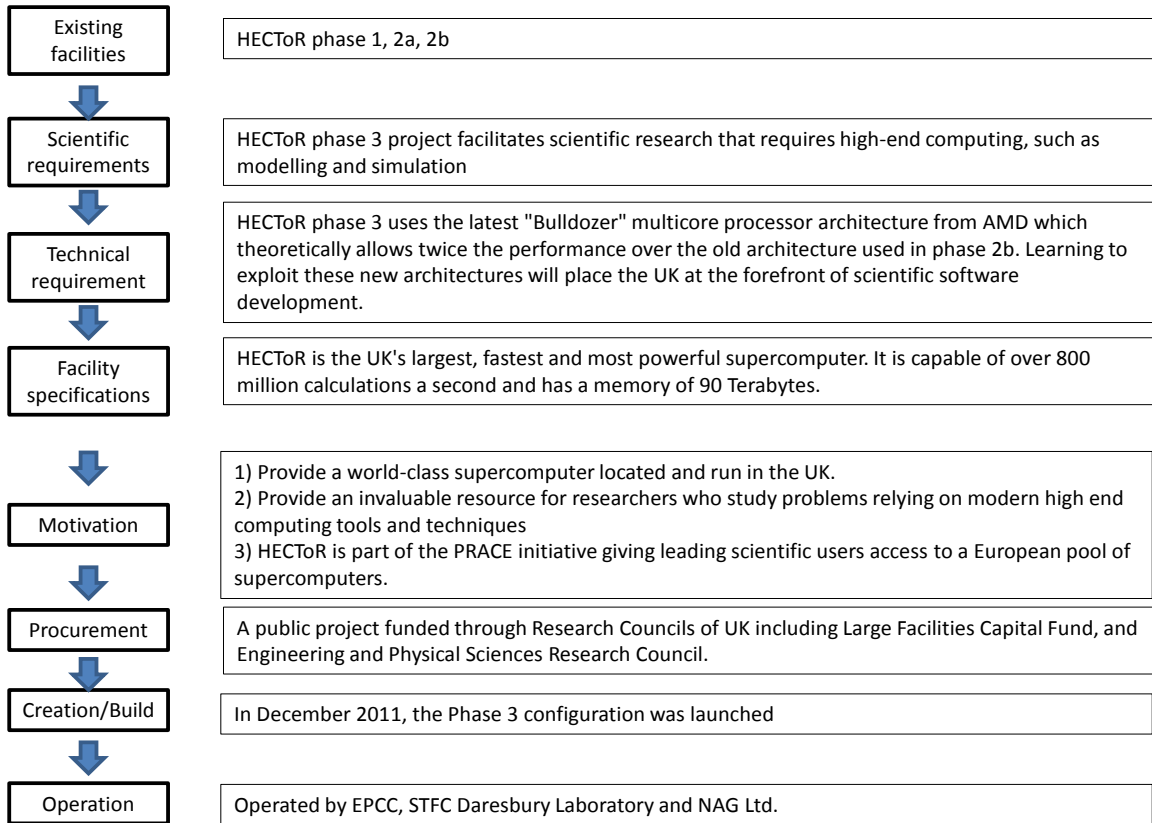 Existing
facilities
HECToR phase 1, 2a, 2b
Scientific
requirements
HECToR phase 3 project facilitates scientific research that requires high-end computing, such as
modelling and simulation
Technical
requirement
HECToR phase 3 uses the latest "Bulldozer" multicore processor architecture from AMD which
theoretically allows twice the performance over the old architecture used in phase 2b. Learning to
exploit these new architectures will place the UK at the forefront of scientific software
development.
Facility
specifications
HECToR is the UK's largest, fastest and most powerful supercomputer. It is capable of over 800
million calculations a second and has a memory of 90 Terabytes.
Motivation
1) Provide a world-class supercomputer located and run in the UK.
2) Provide an invaluable resource for researchers who study problems relying on modern high end
computing tools and techniques
3) HECToR is part of the PRACE initiative giving leading scientific users access to a European pool of
supercomputers.
Procurement
A public project funded through Research Councils of UK including Large Facilities Capital Fund, and
Engineering and Physical Sciences Research Council.
Creation/Build
In December 2011, the Phase 3 configuration was launched
Operation
Operated by EPCC, STFC Daresbury Laboratory and NAG Ltd.